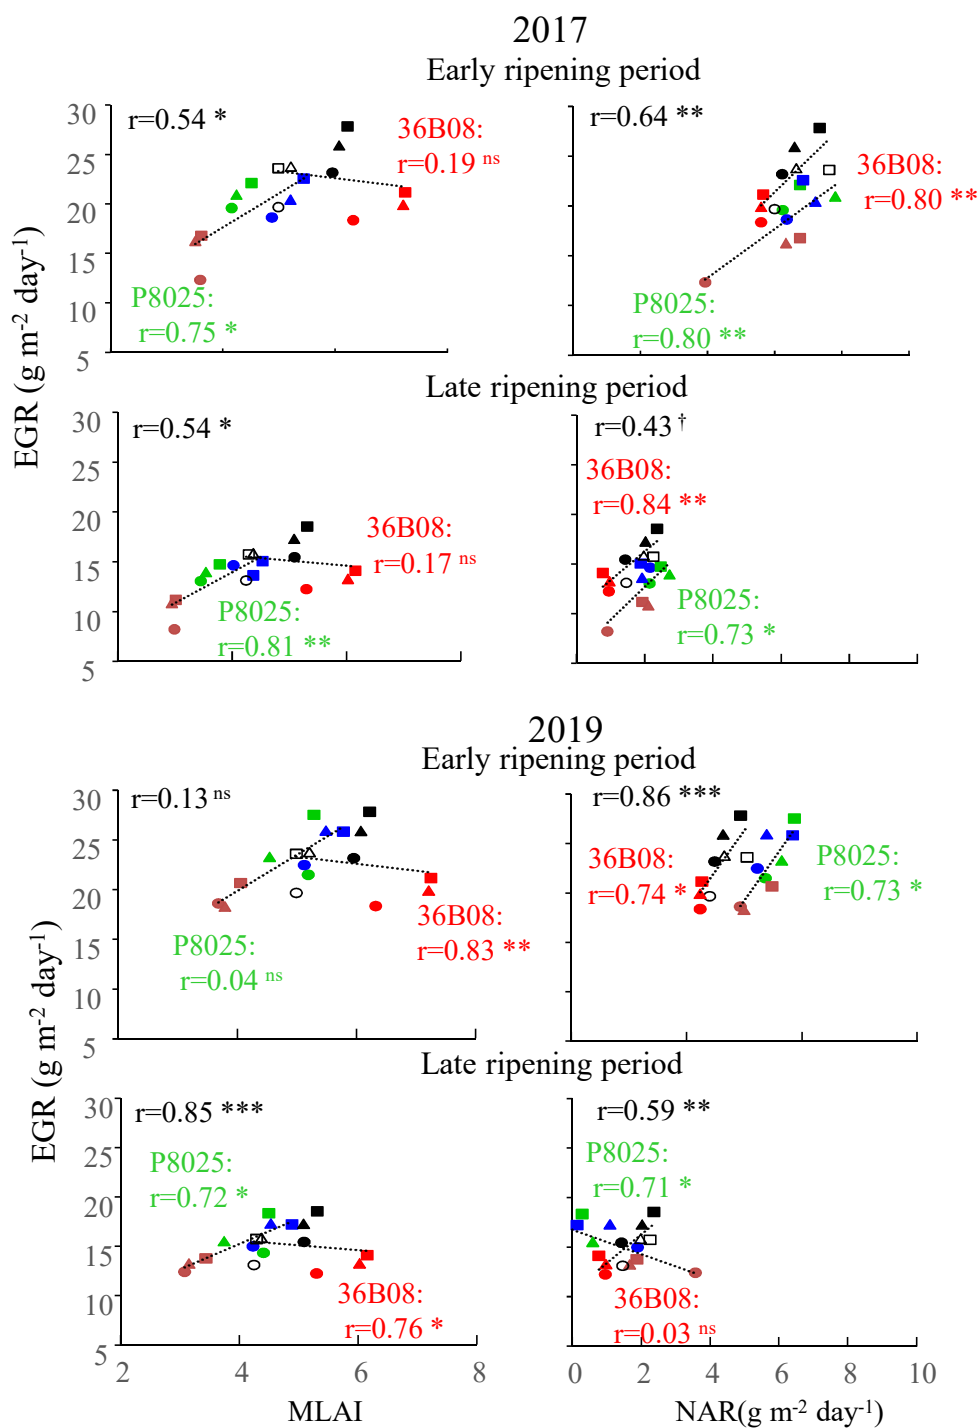 2017
Early ripening period
30
25
20
15
10
5
r=0.54 *
36B08:
r=0.19 ns
P8025:
r=0.75 *
r=0.64 **
36B08:
r=0.80 **
P8025:
r=0.80 **
EGR (g m-2 day-1)
Late ripening period
30
25
20
15
10
5
r=0.54 *
36B08:
r=0.17 ns
P8025:
r=0.81 **
r=0.43 †
36B08:
r=0.84 **
P8025:
r=0.73 *
2019
Early ripening period
30
25
20
15
10
5
r=0.13 ns
P8025:
r=0.04 ns
36B08:
r=0.83 **
r=0.86 ***
36B08:
r=0.74 *
P8025:
r=0.73 *
EGR (g m-2 day-1)
Late ripening period
30
25
20
15
10
5
r=0.85 ***
P8025:
r=0.72 *
36B08:
r=0.76 *
r=0.59 **
P8025:
r=0.71 *
36B08:
r=0.03 ns
2 4 6 8
0 2 4 6 8 10
MLAI
NAR(g m-2 day-1)